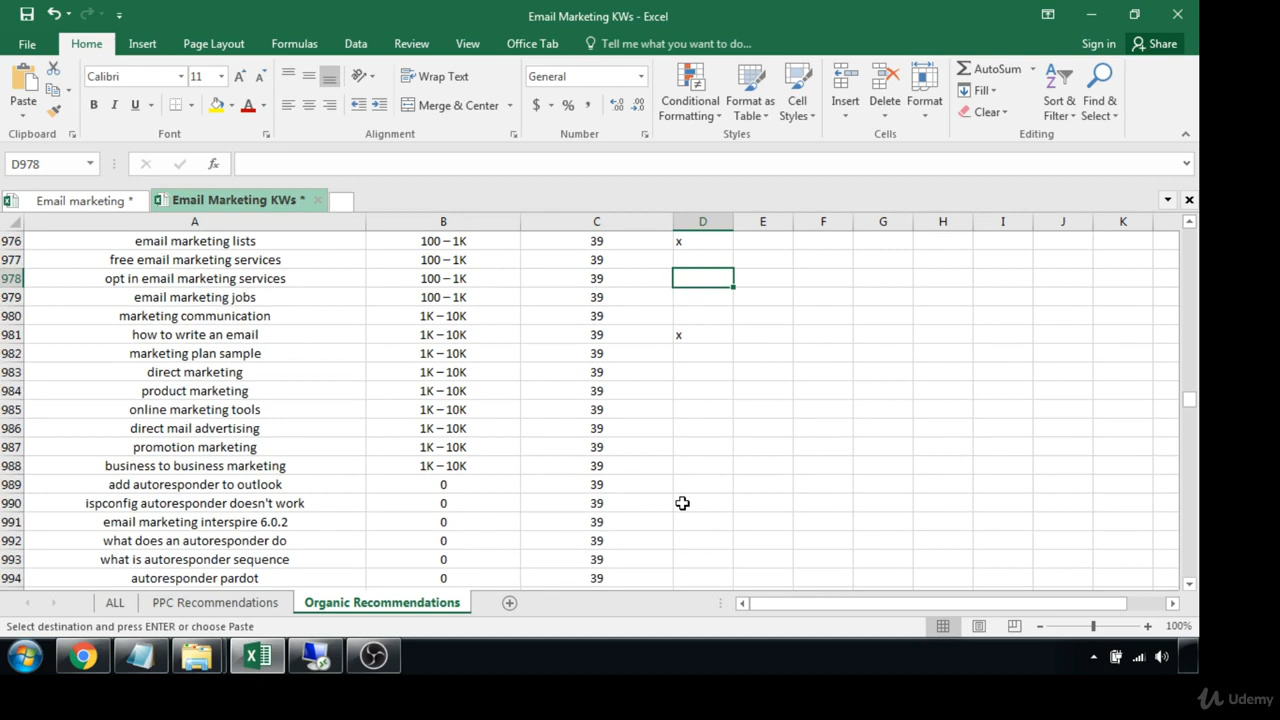 Email Marketing KWs - Excel
File Home Insert Page Layout Formulas Data Review View Office Tab Tell me what you want to do... Sign in Share
Calibri 11 Wrap Text General AutoSum
Paste Conditional Formatting Format as Table Cell Styles Insert Delete Format Fill Sort & Filter Find & Select
B I U A Merge & Center $ % , Clear
Clipboard Font Alignment Number Styles Cells Editing
D978 fx
Email marketing * Email Marketing KWs *
A B C D E F G H I J K
976 email marketing lists 100 – 1K 39 x
977 free email marketing services 100 – 1K 39
978 opt in email marketing services 100 – 1K 39
979 email marketing jobs 100 – 1K 39
980 marketing communication 1K – 10K 39
981 how to write an email 1K – 10K 39 x
982 marketing plan sample 1K – 10K 39
983 direct marketing 1K – 10K 39
984 product marketing 1K – 10K 39
985 online marketing tools 1K – 10K 39
986 direct mail advertising 1K – 10K 39
987 promotion marketing 1K – 10K 39
988 business to business marketing 1K – 10K 39
989 add autoresponder to outlook 0 39
990 ispconfig autoresponder doesn't work 0 39
991 email marketing interspire 6.0.2 0 39
992 what does an autoresponder do 0 39
993 what is autoresponder sequence 0 39
994 autoresponder pardot 0 39
ALL PPC Recommendations Organic Recommendations
Select destination and press ENTER or choose Paste 100%
Udemy